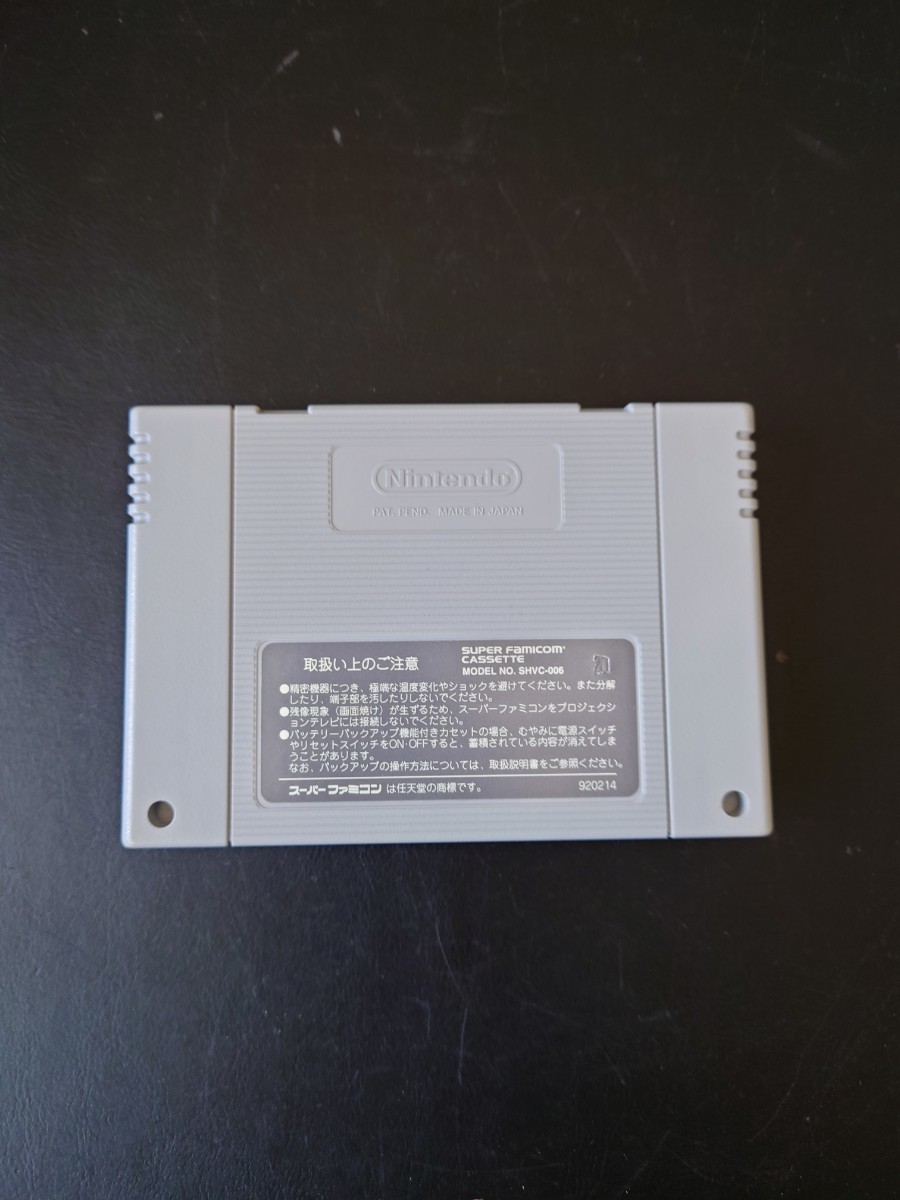 Nintendo
PAT. PEND. MADE IN JAPAN
取扱い上のご注意
SUPER FAMICOM
CASSETTE
MODEL NO. SHVC-006
●精密機器につき、極端な温度変化やショックを避けてください。また分解
したり、端子部を汚したりしないでください。
●残像現象(画面焼け)が生ずるため、スーパーファミコンをプロジェクシ
ョンテレビには接続しないでください。
●バッテリーバックアップ機能付きカセットの場合、むやみに電源スイッチ
やリセットスイッチをON·OFFすると、蓄積されている内容が消えてしま
うことがあります。
なお、バックアップの操作方法については、取扱説明書をご参照ください。
スーパーファミコン は任天堂の商標です。
920214